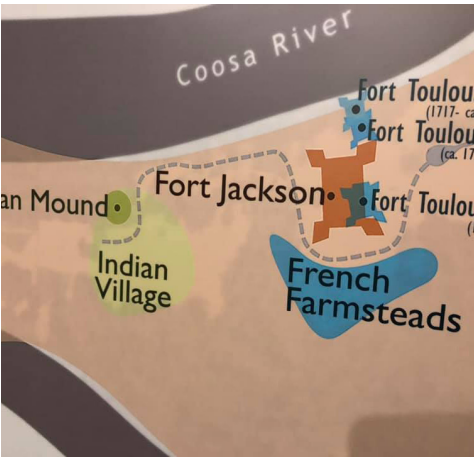 Coosa River
Fort Toulou
(1717- ca
Fort Toulou
(ca. 17
an Mound
Fort Jackson
Fort Toulou
(
Indian
Village
French
Farmsteads